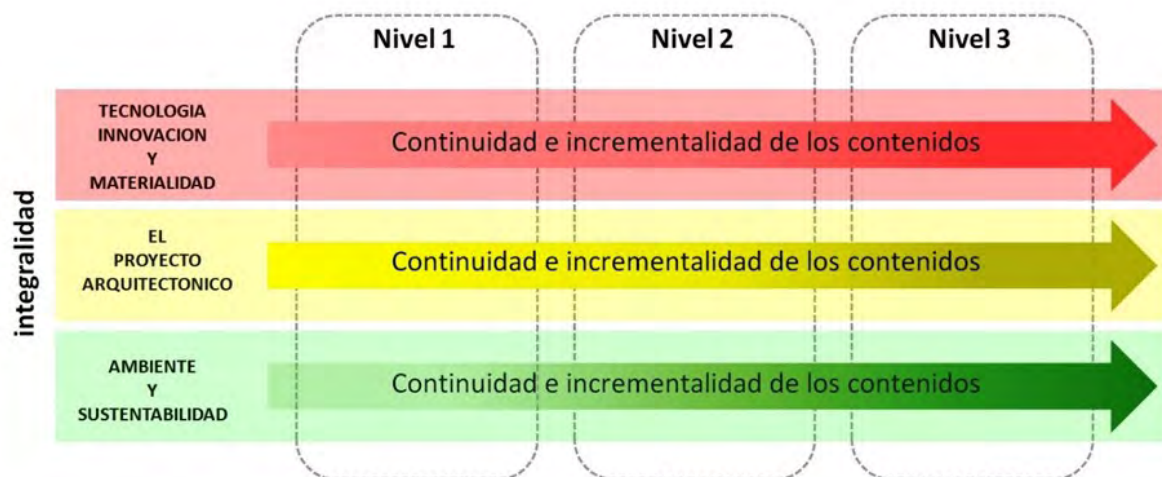 Nivel 1
Nivel 2
Nivel 3
integralidad
TECNOLOGIA
INNOVACION
Y
MATERIALIDAD
Continuidad e incrementalidad de los contenidos
EL
PROYECTO
ARQUITECTONICO
Continuidad e incrementalidad de los contenidos
AMBIENTE
Y
SUSTENTABILIDAD
Continuidad e incrementalidad de los contenidos